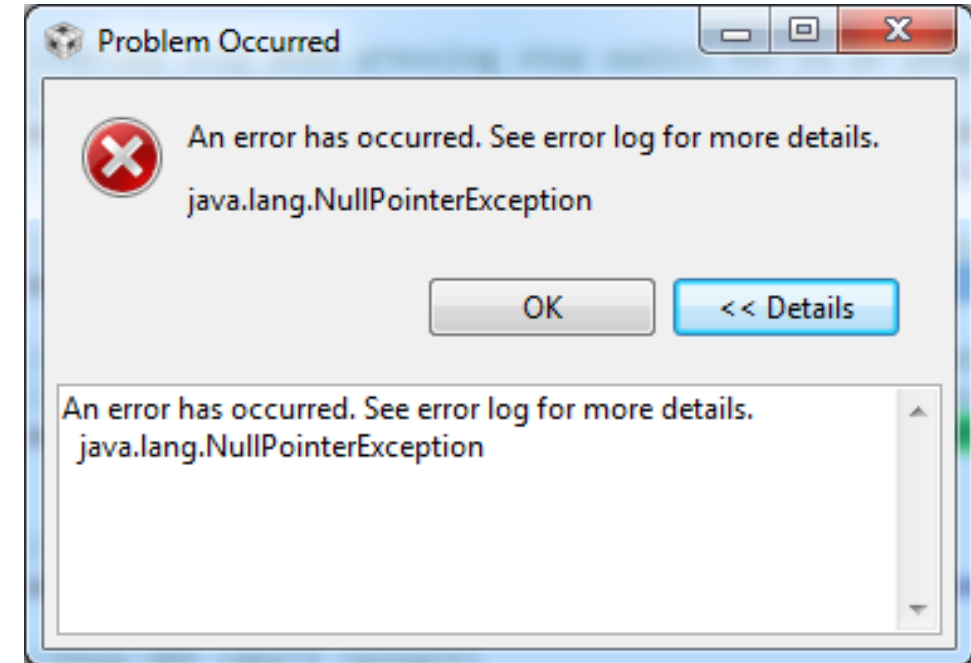 Problem Occurred
An error has occurred. See error log for more details.
java.lang.NullPointerException
OK
<< Details
An error has occurred. See error log for more details.
java.lang.NullPointerException